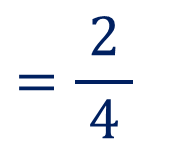 = 2/4